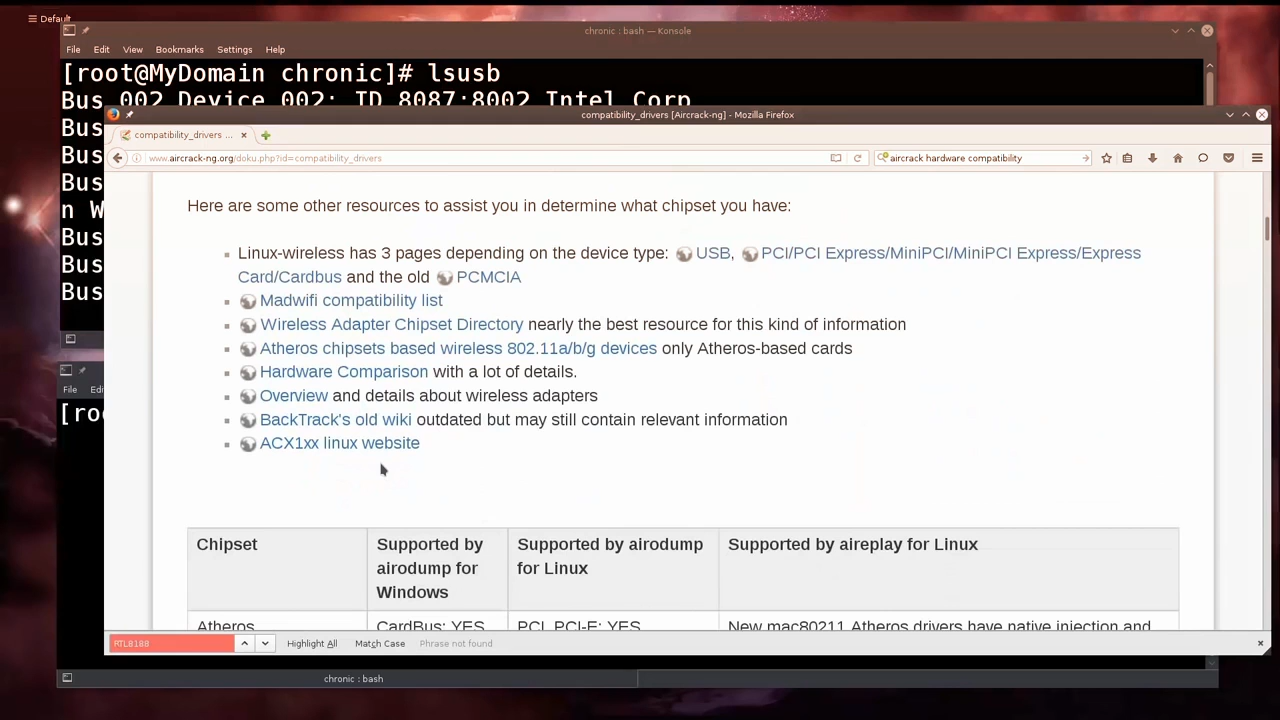 Default
chronic : bash — Konsole
File Edit View Bookmarks Settings Help
[root@MyDomain chronic]# lsusb
Bus 002 Device 002: ID 8087:8002 Intel Corp.
Bus
Bus
Bus
n W
Bus
Bus
Bus
compatibility_drivers [Aircrack-ng] - Mozilla Firefox
compatibility_drivers ...
www.aircrack-ng.org/doku.php?id=compatibility_drivers
aircrack hardware compatibility
Here are some other resources to assist you in determine what chipset you have:
Linux-wireless has 3 pages depending on the device type: USB, PCI/PCI Express/MiniPCI/MiniPCI Express/Express
Card/Cardbus and the old PCMCIA
Madwifi compatibility list
Wireless Adapter Chipset Directory nearly the best resource for this kind of information
Atheros chipsets based wireless 802.11a/b/g devices only Atheros-based cards
Hardware Comparison with a lot of details.
Overview and details about wireless adapters
BackTrack's old wiki outdated but may still contain relevant information
ACX1xx linux website
File Ed
[roo
Chipset
Supported by
airodump for
Windows
Supported by airodump
for Linux
Supported by aireplay for Linux
Atheros
CardBus: YES
PCI, PCI-E: YES
New mac80211 Atheros drivers have native injection and
RTL8188 Highlight All Match Case Phrase not found
chronic : bash